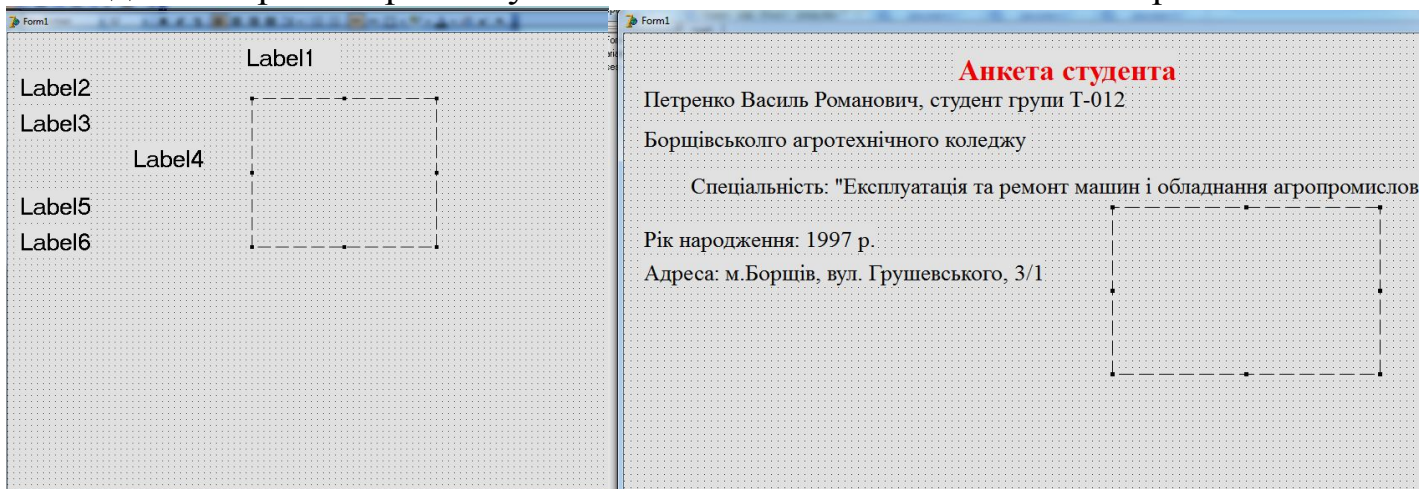 Form1
Label1
Label2
Label3
Label4
Label5
Label6
Form1
Анкета студента
Петренко Василь Романович, студент групи Т-012
Борщівськолго агротехнічного коледжу
Спеціальність: "Експлуатація та ремонт машин і обладнання агропромислов
Рік народження: 1997 р.
Адреса: м.Борщів, вул. Грушевського, 3/1